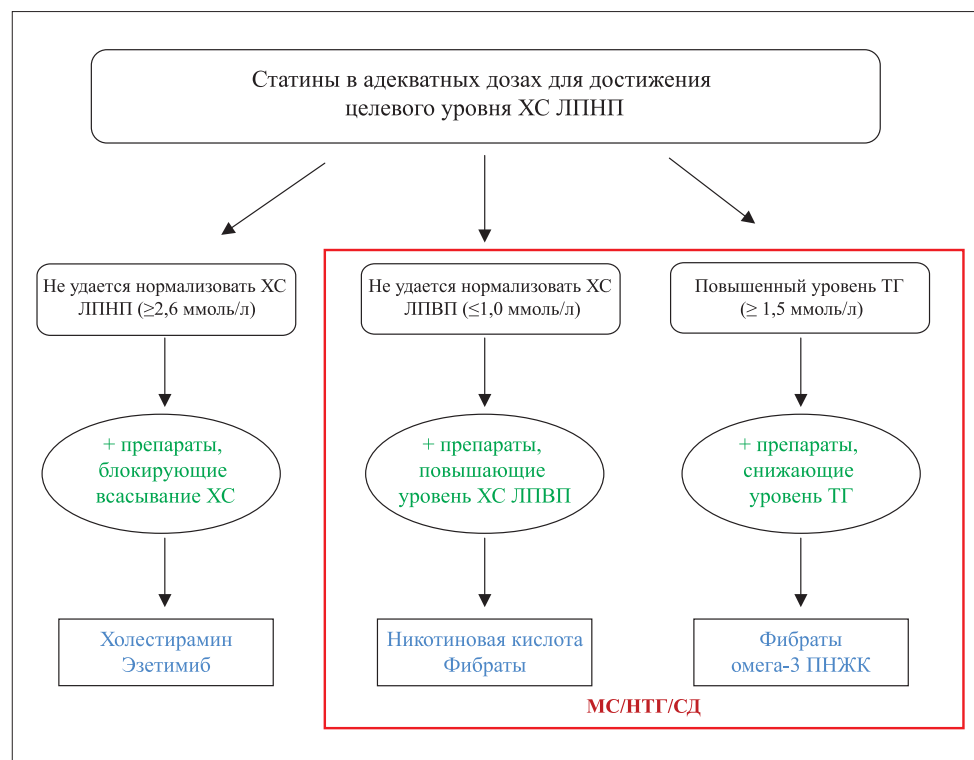 Статины в адекватных дозах для достижения
целевого уровня ХС ЛПНП
Не удается нормализовать ХС
ЛПНП (≥2,6 ммоль/л)
Не удается нормализовать ХС
ЛПВП (≤1,0 ммоль/л)
Повышенный уровень ТГ
(≥ 1,5 ммоль/л)
+ препараты,
блокирующие
всасывание ХС
+ препараты,
повышающие
уровень ХС ЛПВП
+ препараты,
снижающие
уровень ТГ
Холестирамин
Эзетимиб
Никотиновая кислота
Фибраты
Фибраты
омега-3 ПНЖК
МС/НТГ/СД